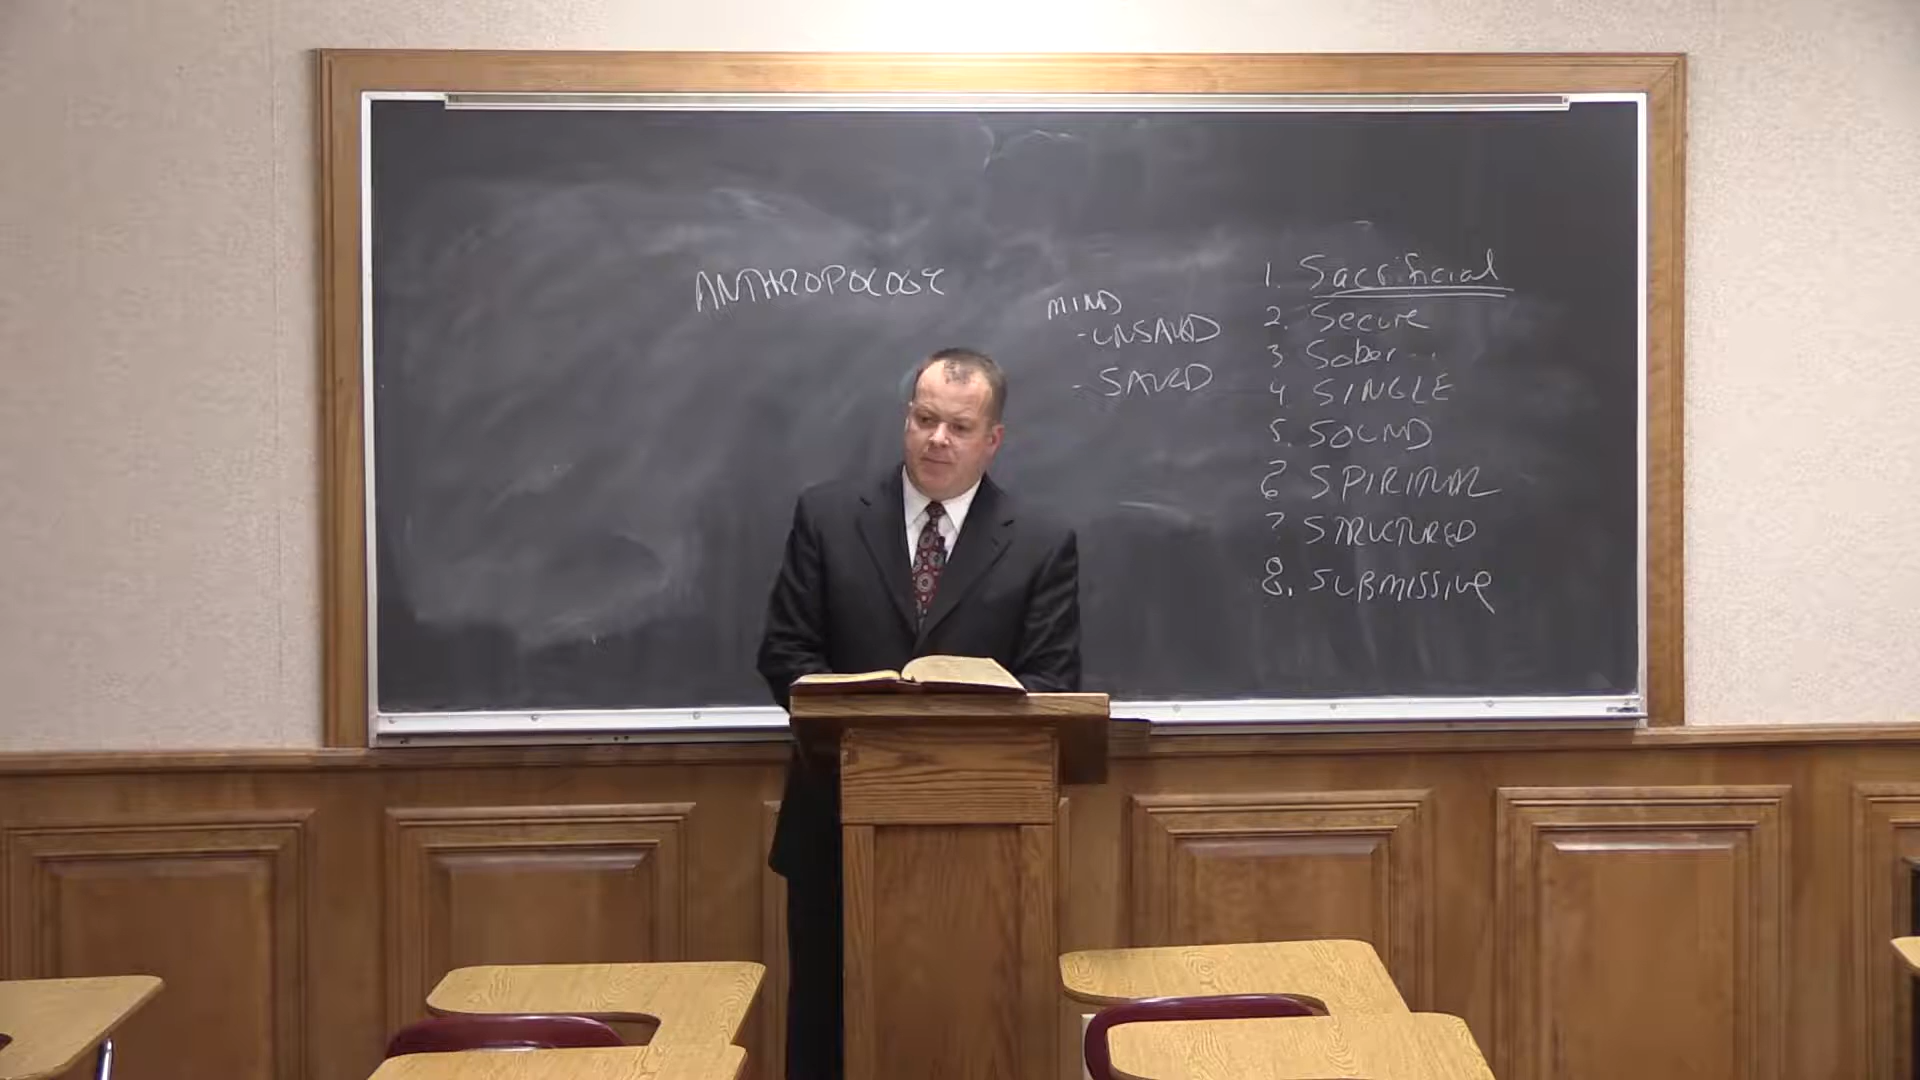 ANTHROPOLOGY
MIND
- UNSAVED
- SAVED
1. Sacrificial
2. Secure
3 Sober
4 SINGLE
5. SOUND
6 SPIRITUAL
7 STRUCTURED
8. SUBMISSIVE